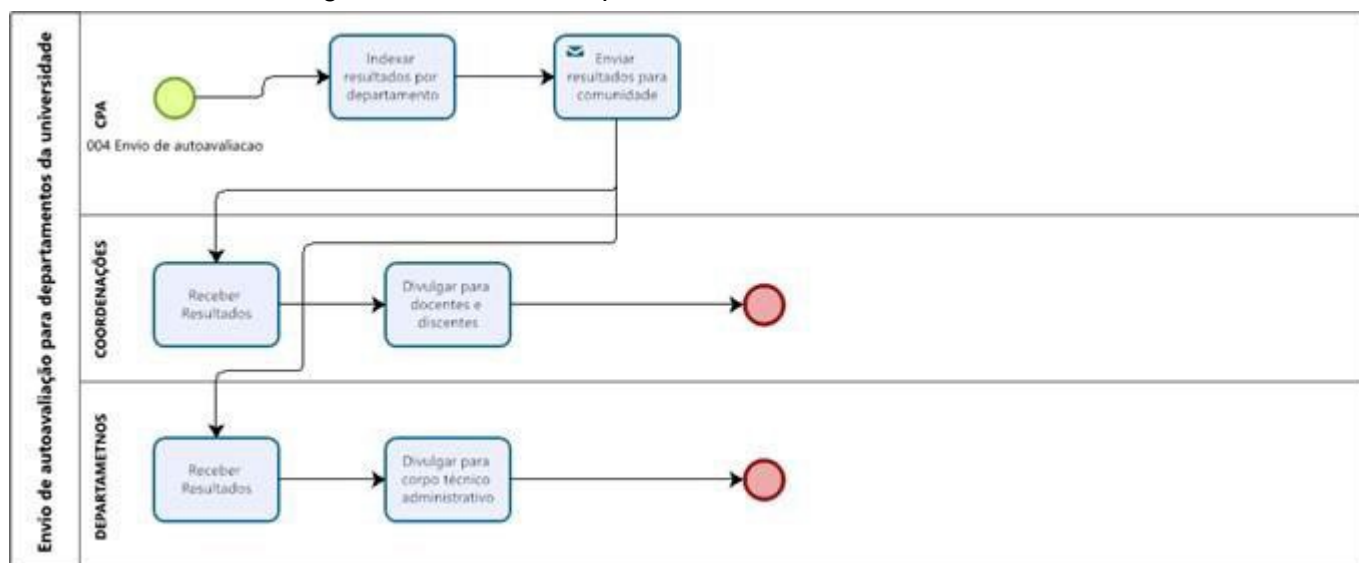 Envio de autoavaliação para departamentos da universidade
CPA
004 Envio de autoavaliacao
Indexar
resultados por
departamento
Enviar
resultados para
comunidade
COORDENAÇÕES
Receber
Resultados
Divulgar para
docentes e
discentes
DEPARTAMETNOS
Receber
Resultados
Divulgar para
corpo técnico
administrativo